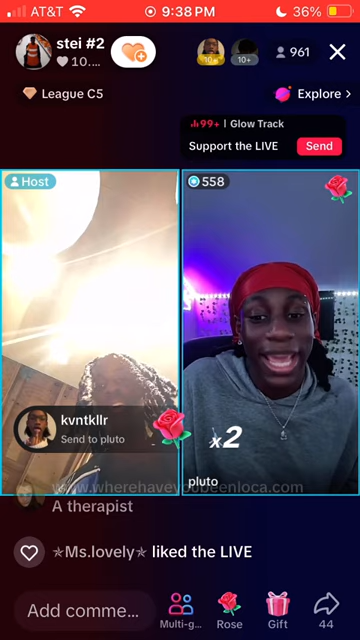 AT&T
9:38 PM
36%
stei #2
10....
10+
10+
961
League C5
Explore >
99+ | Glow Track
Support the LIVE
Send
Host
558
kvntkllr
Send to pluto
x2
pluto
www.wherehaveyoubeenloca.com
A therapist
✯Ms.lovely✯ liked the LIVE
Add comme...
Multi-g...
Rose
Gift
44